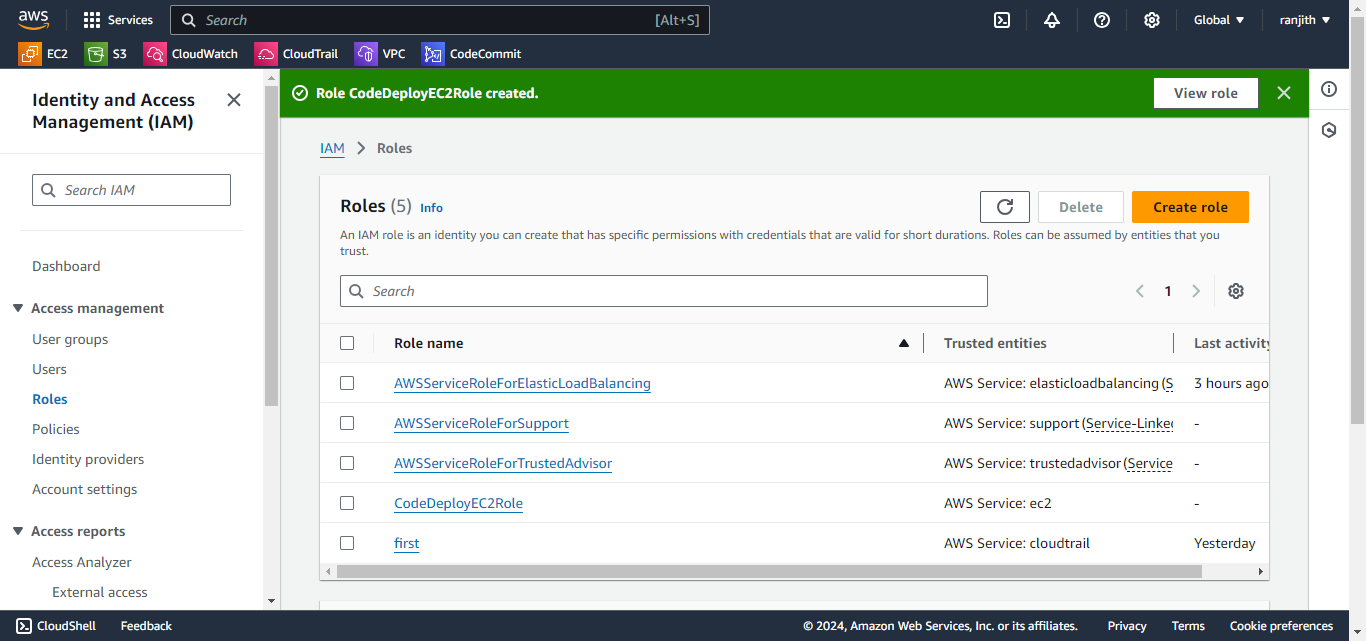 aws
Services
Search
[Alt+S]
Global
ranjith
EC2
S3
CloudWatch
CloudTrail
VPC
CodeCommit
Identity and Access
Management (IAM)
Search IAM
Dashboard
Access management
User groups
Users
Roles
Policies
Identity providers
Account settings
Access reports
Access Analyzer
External access
Role CodeDeployEC2Role created.
View role
IAM
Roles
Roles (5) Info
Delete
Create role
An IAM role is an identity you can create that has specific permissions with credentials that are valid for short durations. Roles can be assumed by entities that you
trust.
Search
1
Role name
Trusted entities
Last activity
AWSServiceRoleForElasticLoadBalancing
AWS Service: elasticloadbalancing (S
3 hours ago
AWSServiceRoleForSupport
AWS Service: support (Service-Linked
-
AWSServiceRoleForTrustedAdvisor
AWS Service: trustedadvisor (Service
-
CodeDeployEC2Role
AWS Service: ec2
-
first
AWS Service: cloudtrail
Yesterday
CloudShell
Feedback
© 2024, Amazon Web Services, Inc. or its affiliates.
Privacy
Terms
Cookie preferences